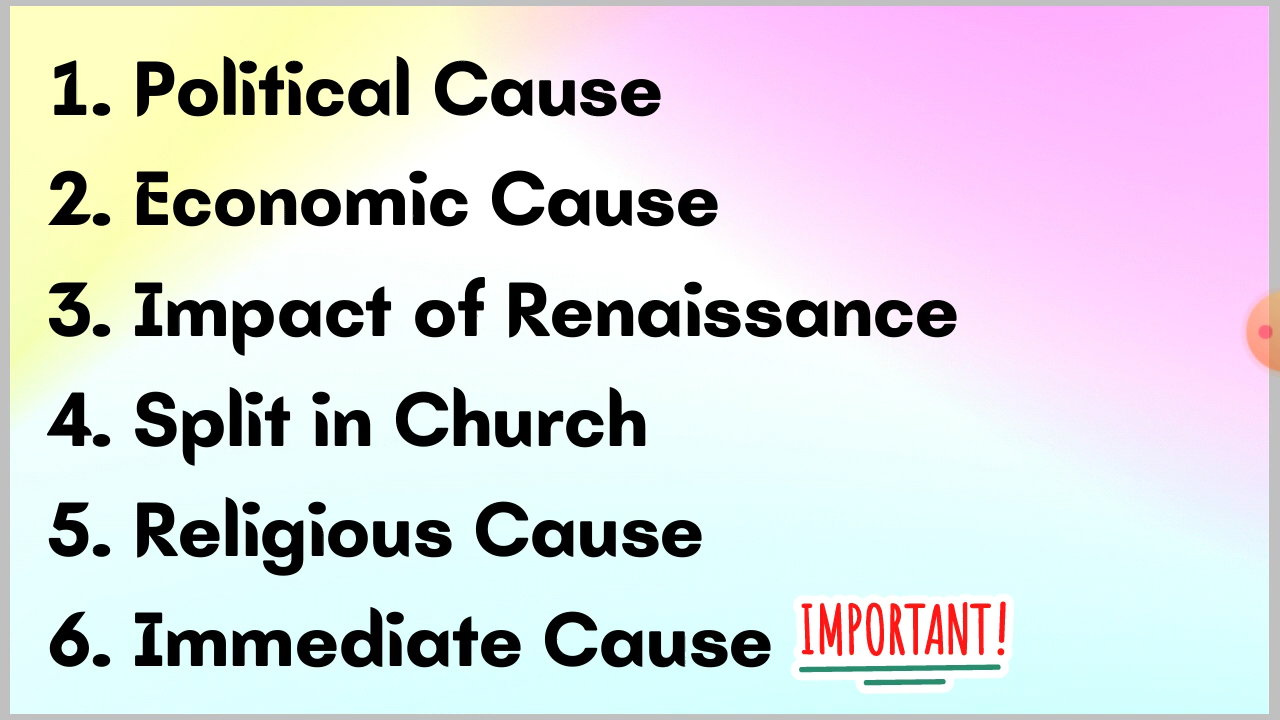 1. Political Cause
2. Economic Cause
3. Impact of Renaissance
4. Split in Church
5. Religious Cause
6. Immediate Cause IMPORTANT!